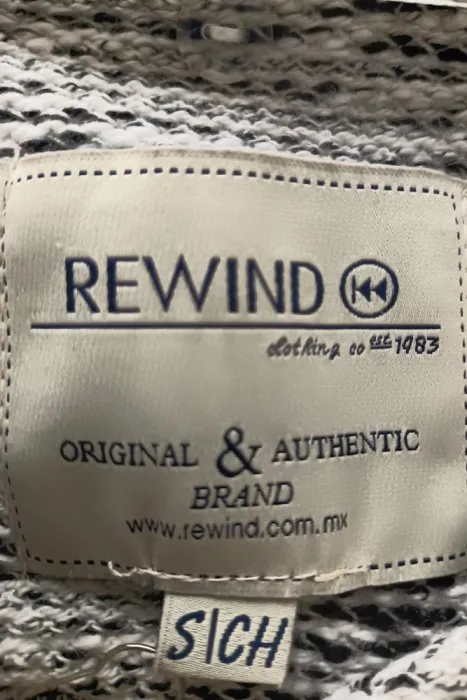 REWIND
clothing co est. 1983
ORIGINAL & AUTHENTIC
BRAND
www.rewind.com.mx
S|CH